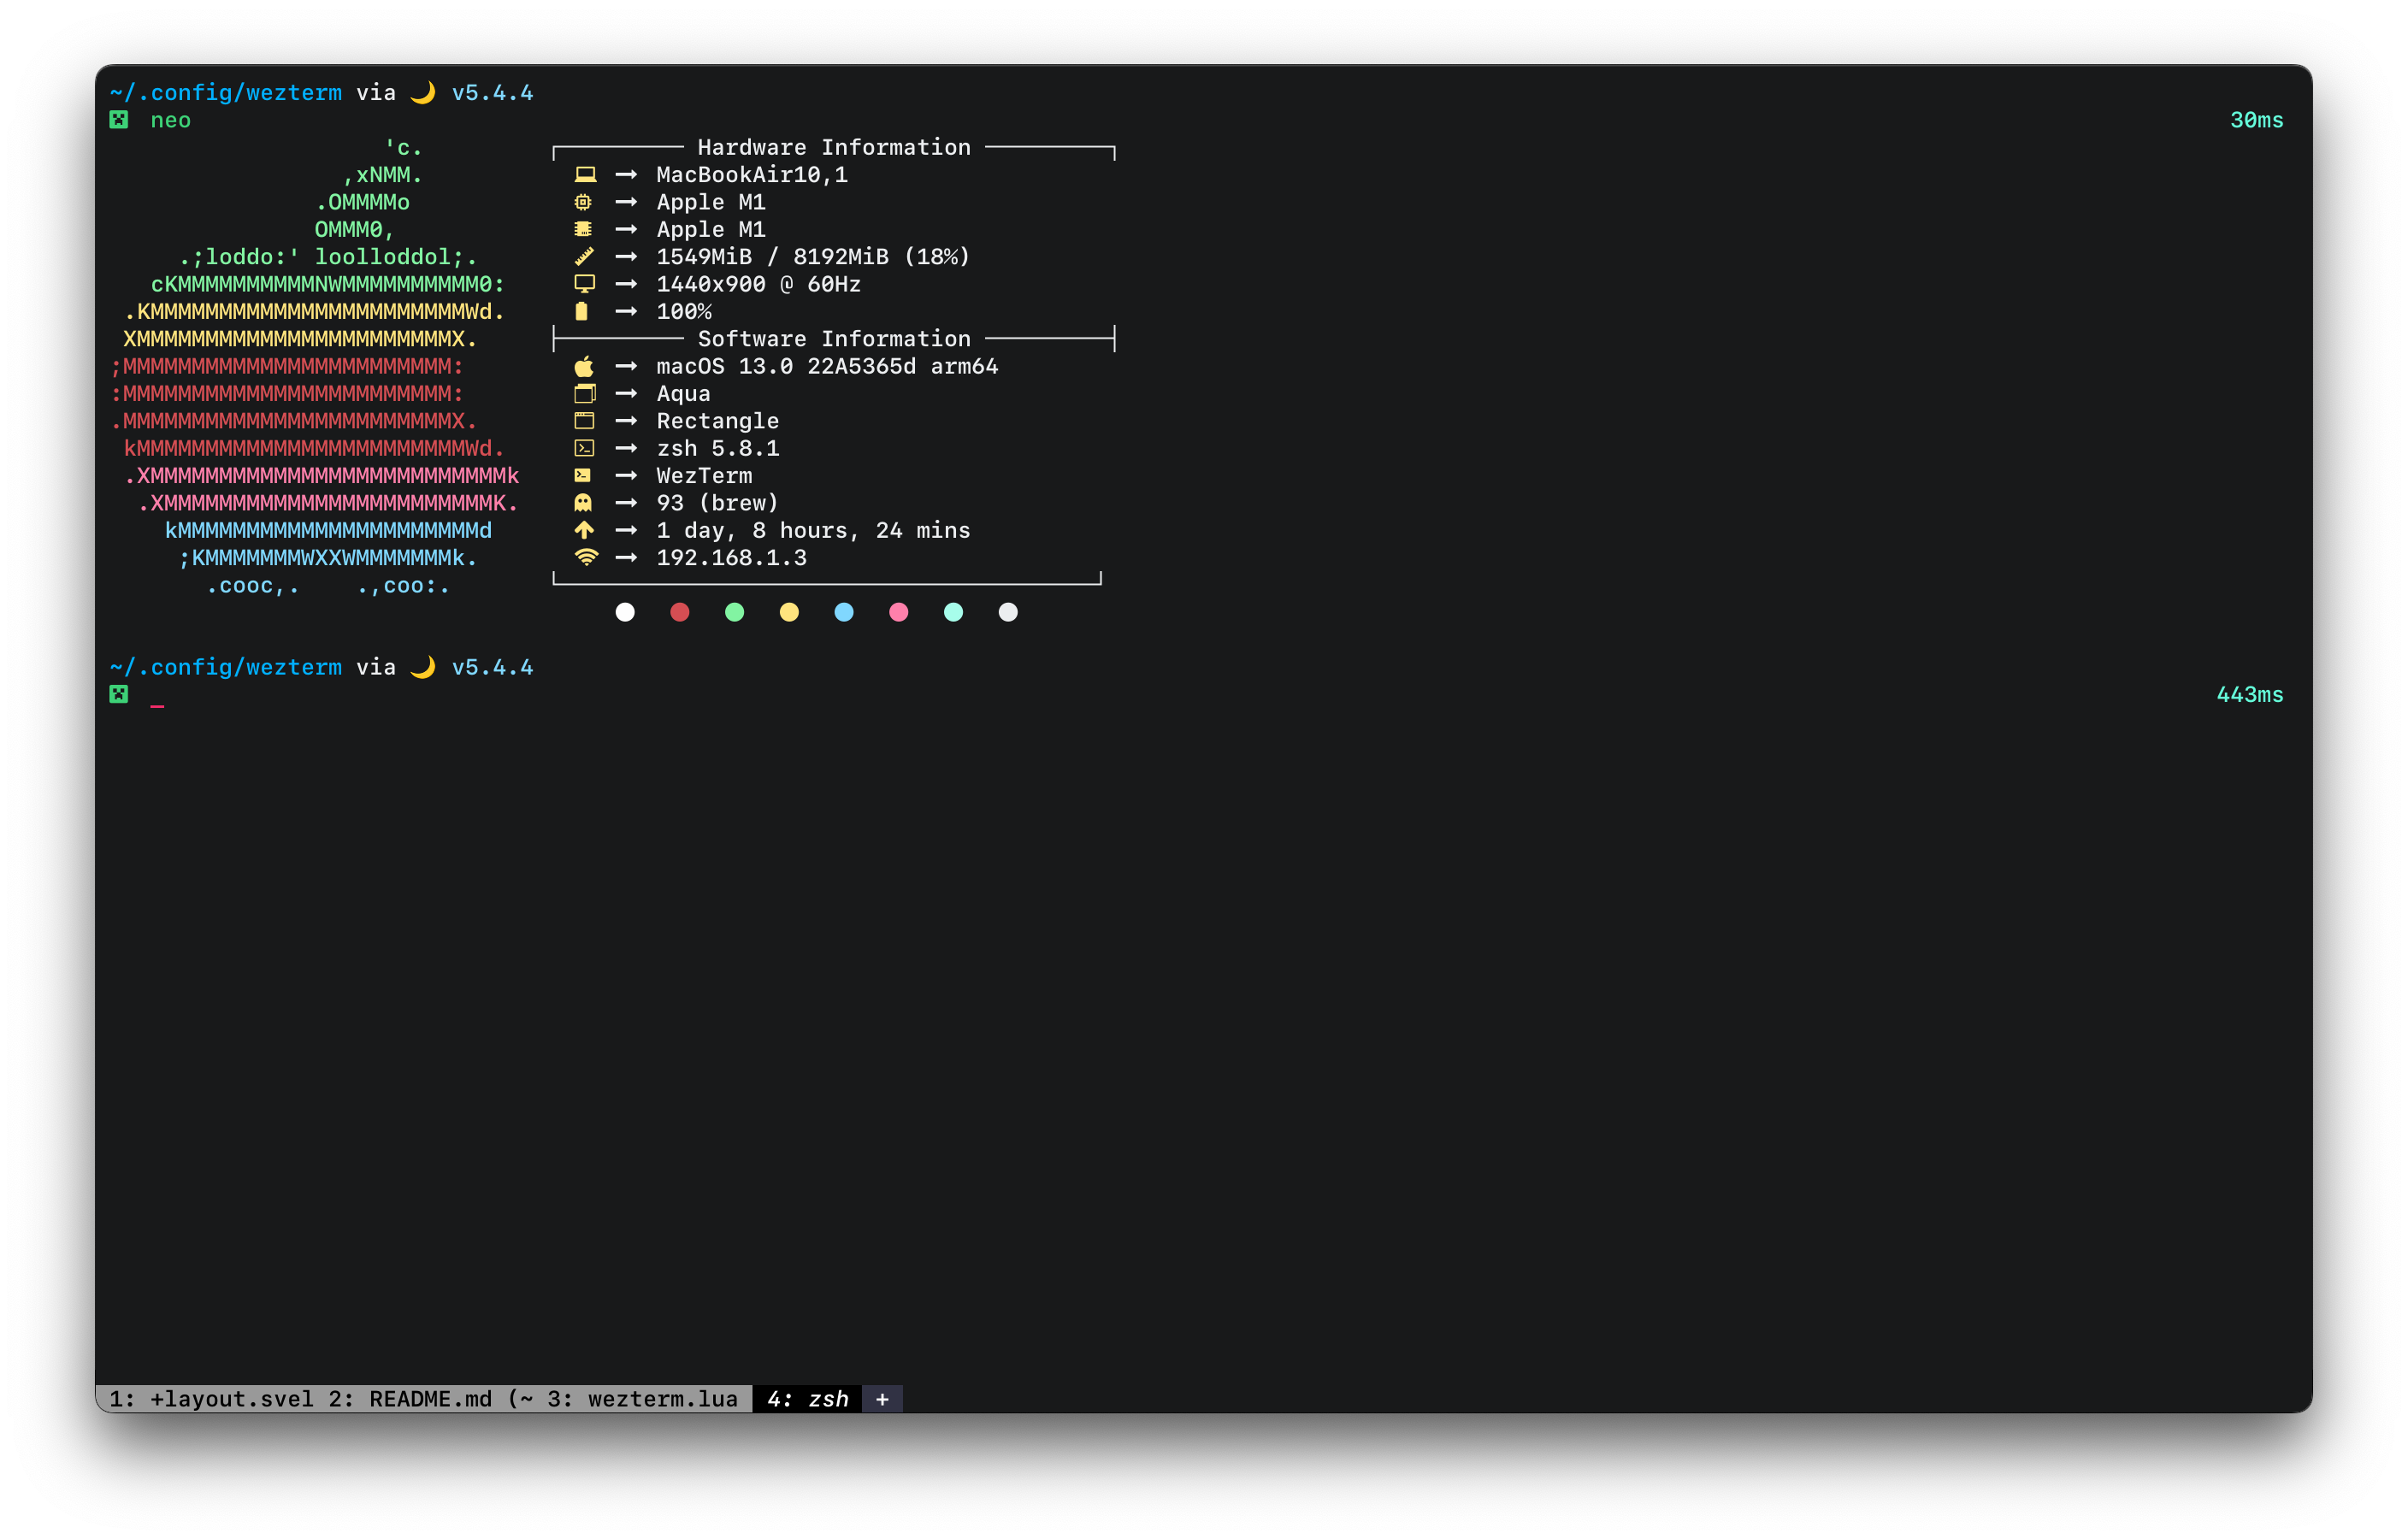 ~/.config/wezterm via 🌙 v5.4.4
neo 30ms
'c. ┌───────── Hardware Information ─────────┐
,xNMM. → MacBookAir10,1
.OMMMMo → Apple M1
OMMM0, → Apple M1
.;loddo:' loolloddol;. → 1549MiB / 8192MiB (18%)
cKMMMMMMMMMMNWMMMMMMMMMM0: → 1440x900 @ 60Hz
.KMMMMMMMMMMMMMMMMMMMMMMMWd. → 100%
XMMMMMMMMMMMMMMMMMMMMMMMX. ├───────── Software Information ─────────┤
;MMMMMMMMMMMMMMMMMMMMMMMM: → macOS 13.0 22A5365d arm64
:MMMMMMMMMMMMMMMMMMMMMMMM: → Aqua
.MMMMMMMMMMMMMMMMMMMMMMMMX. → Rectangle
kMMMMMMMMMMMMMMMMMMMMMMMMWd. → zsh 5.8.1
.XMMMMMMMMMMMMMMMMMMMMMMMMMMk → WezTerm
.XMMMMMMMMMMMMMMMMMMMMMMMMK. → 93 (brew)
kMMMMMMMMMMMMMMMMMMMMMMd → 1 day, 8 hours, 24 mins
;KMMMMMMMWXXWMMMMMMMk. → 192.168.1.3
.cooc,. .,coo:. └────────────────────────────────────────┘
~/.config/wezterm via 🌙 v5.4.4
_ 443ms
1: +layout.svel 2: README.md (~ 3: wezterm.lua 4: zsh +